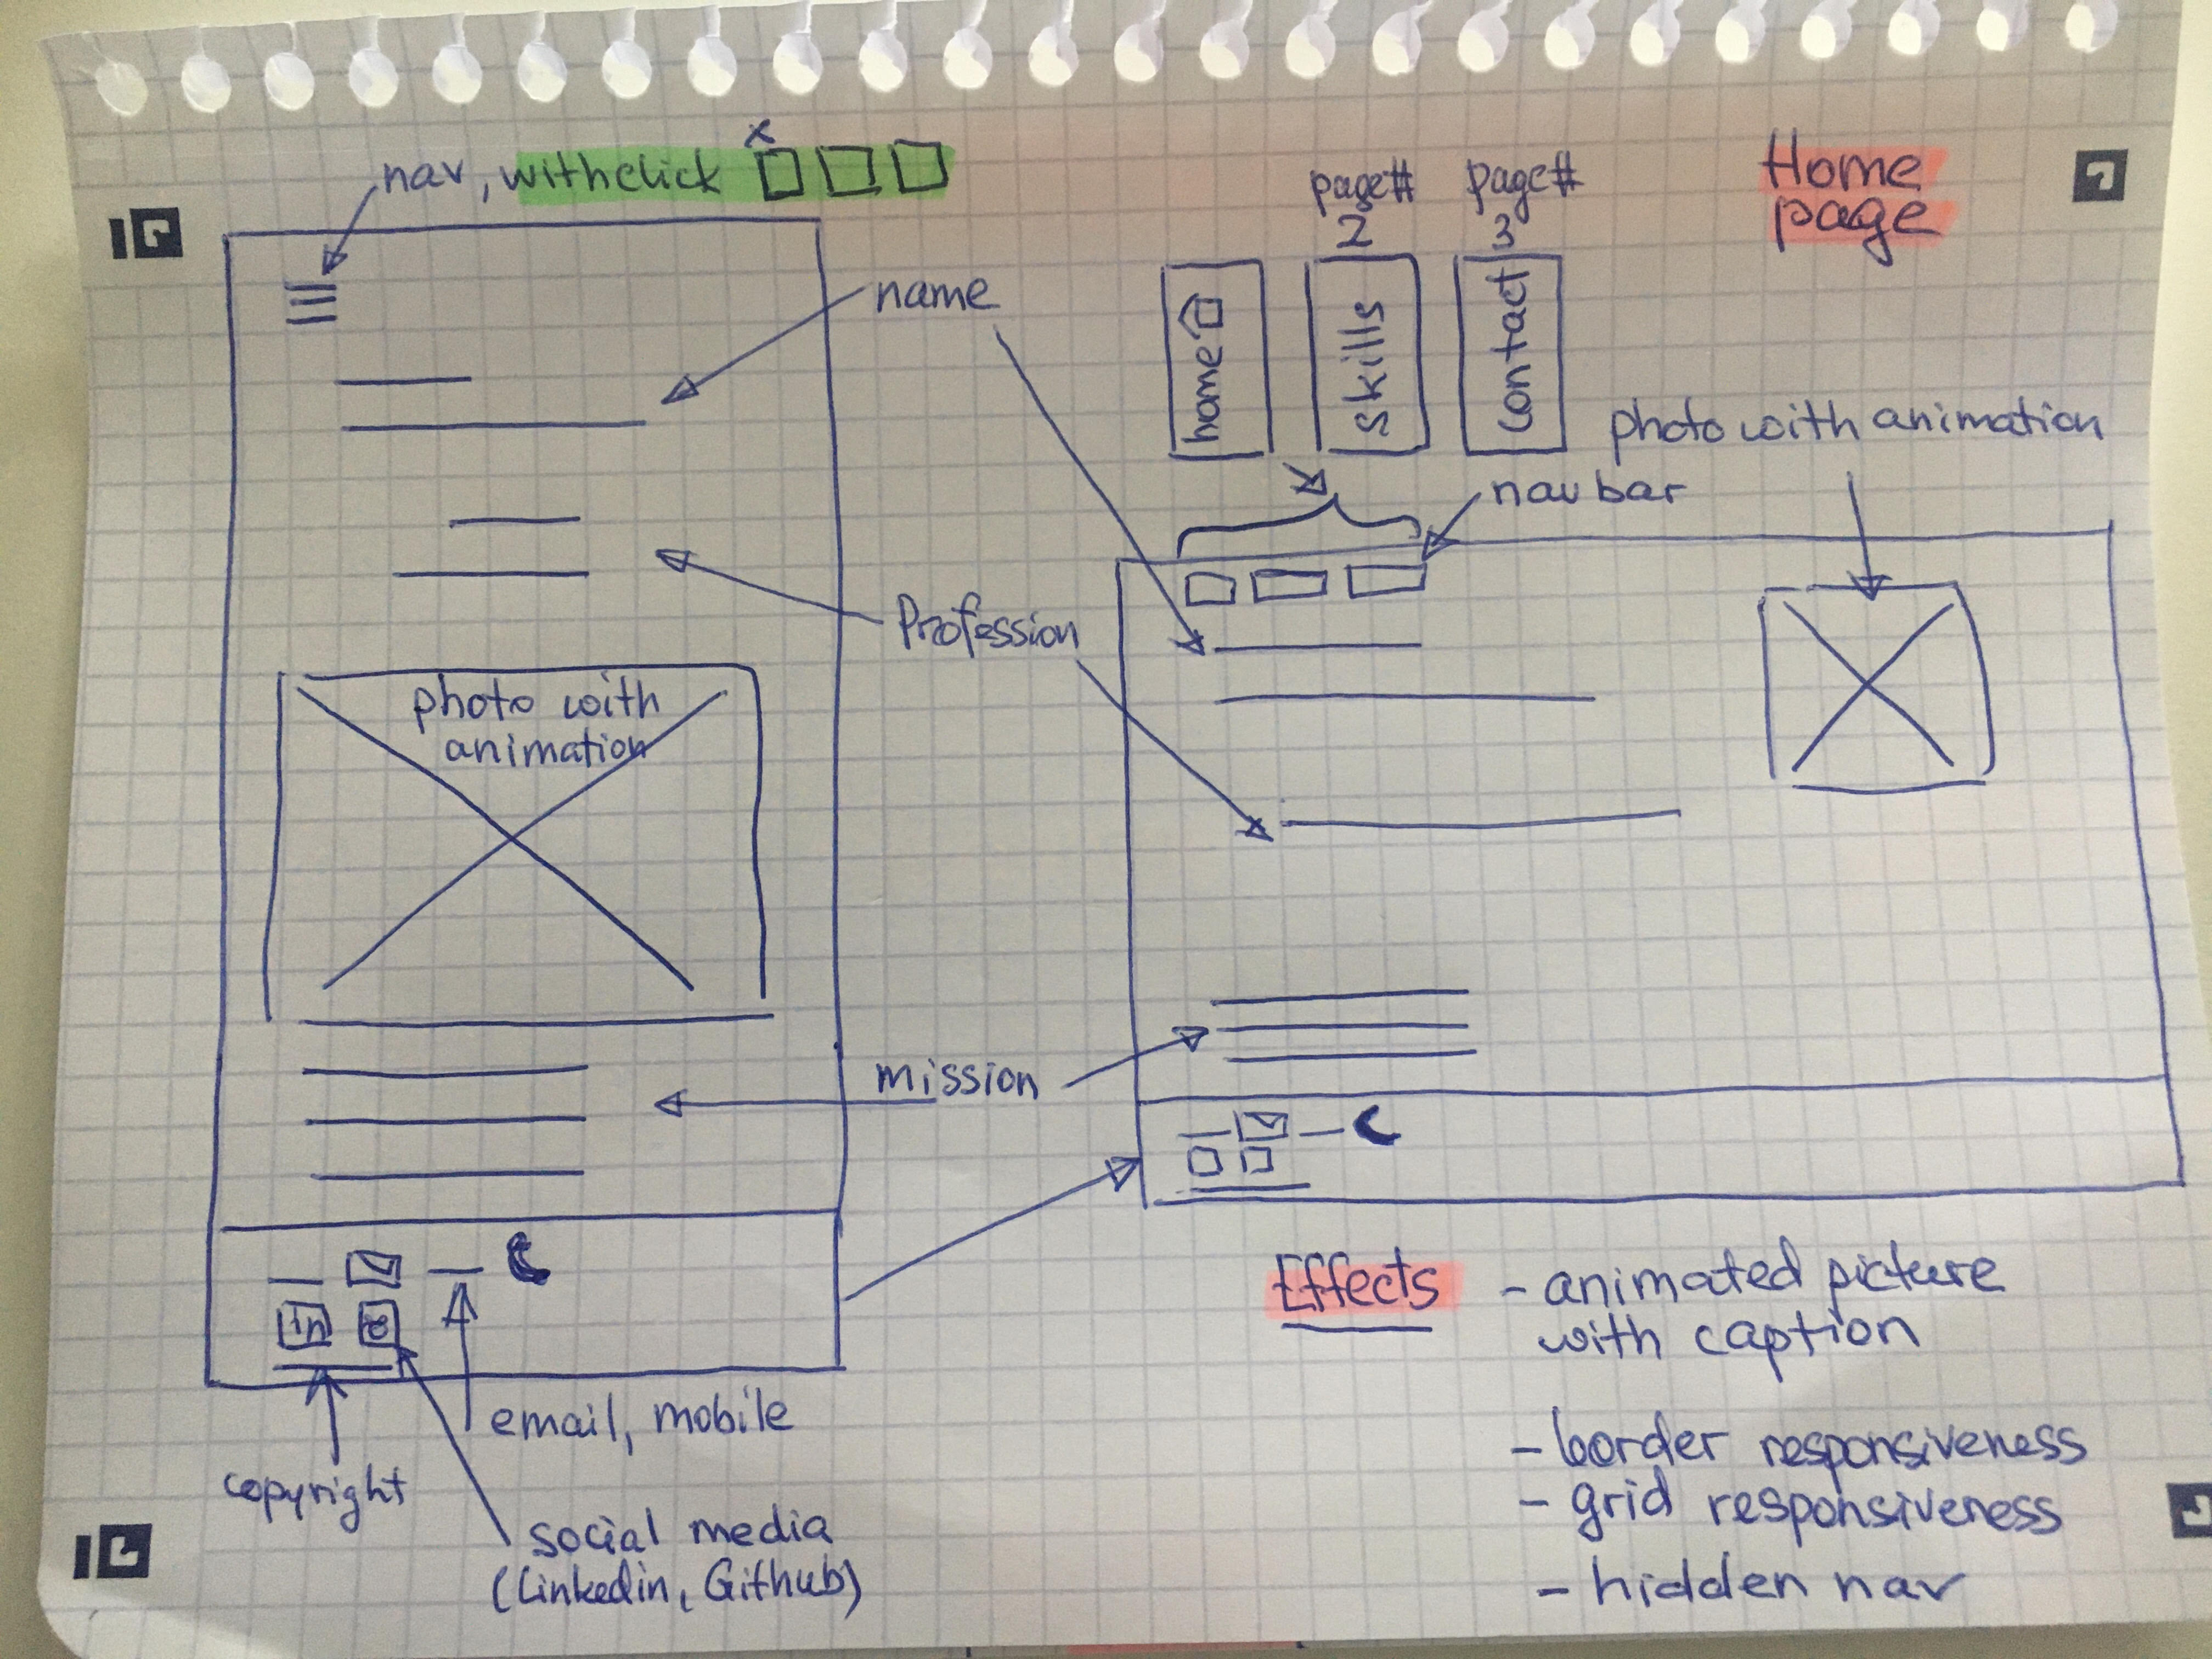 nav, withclick x
page#
2
page#
3
Home
page
name
home
skills
contact
photo with animation
nav bar
Profession
photo with
animation
mission
in
email, mobile
copyright
social media
(Linkedin, Github)
Effects
- animated picture
with caption
- border responsiveness
- grid responsiveness
- hidden nav